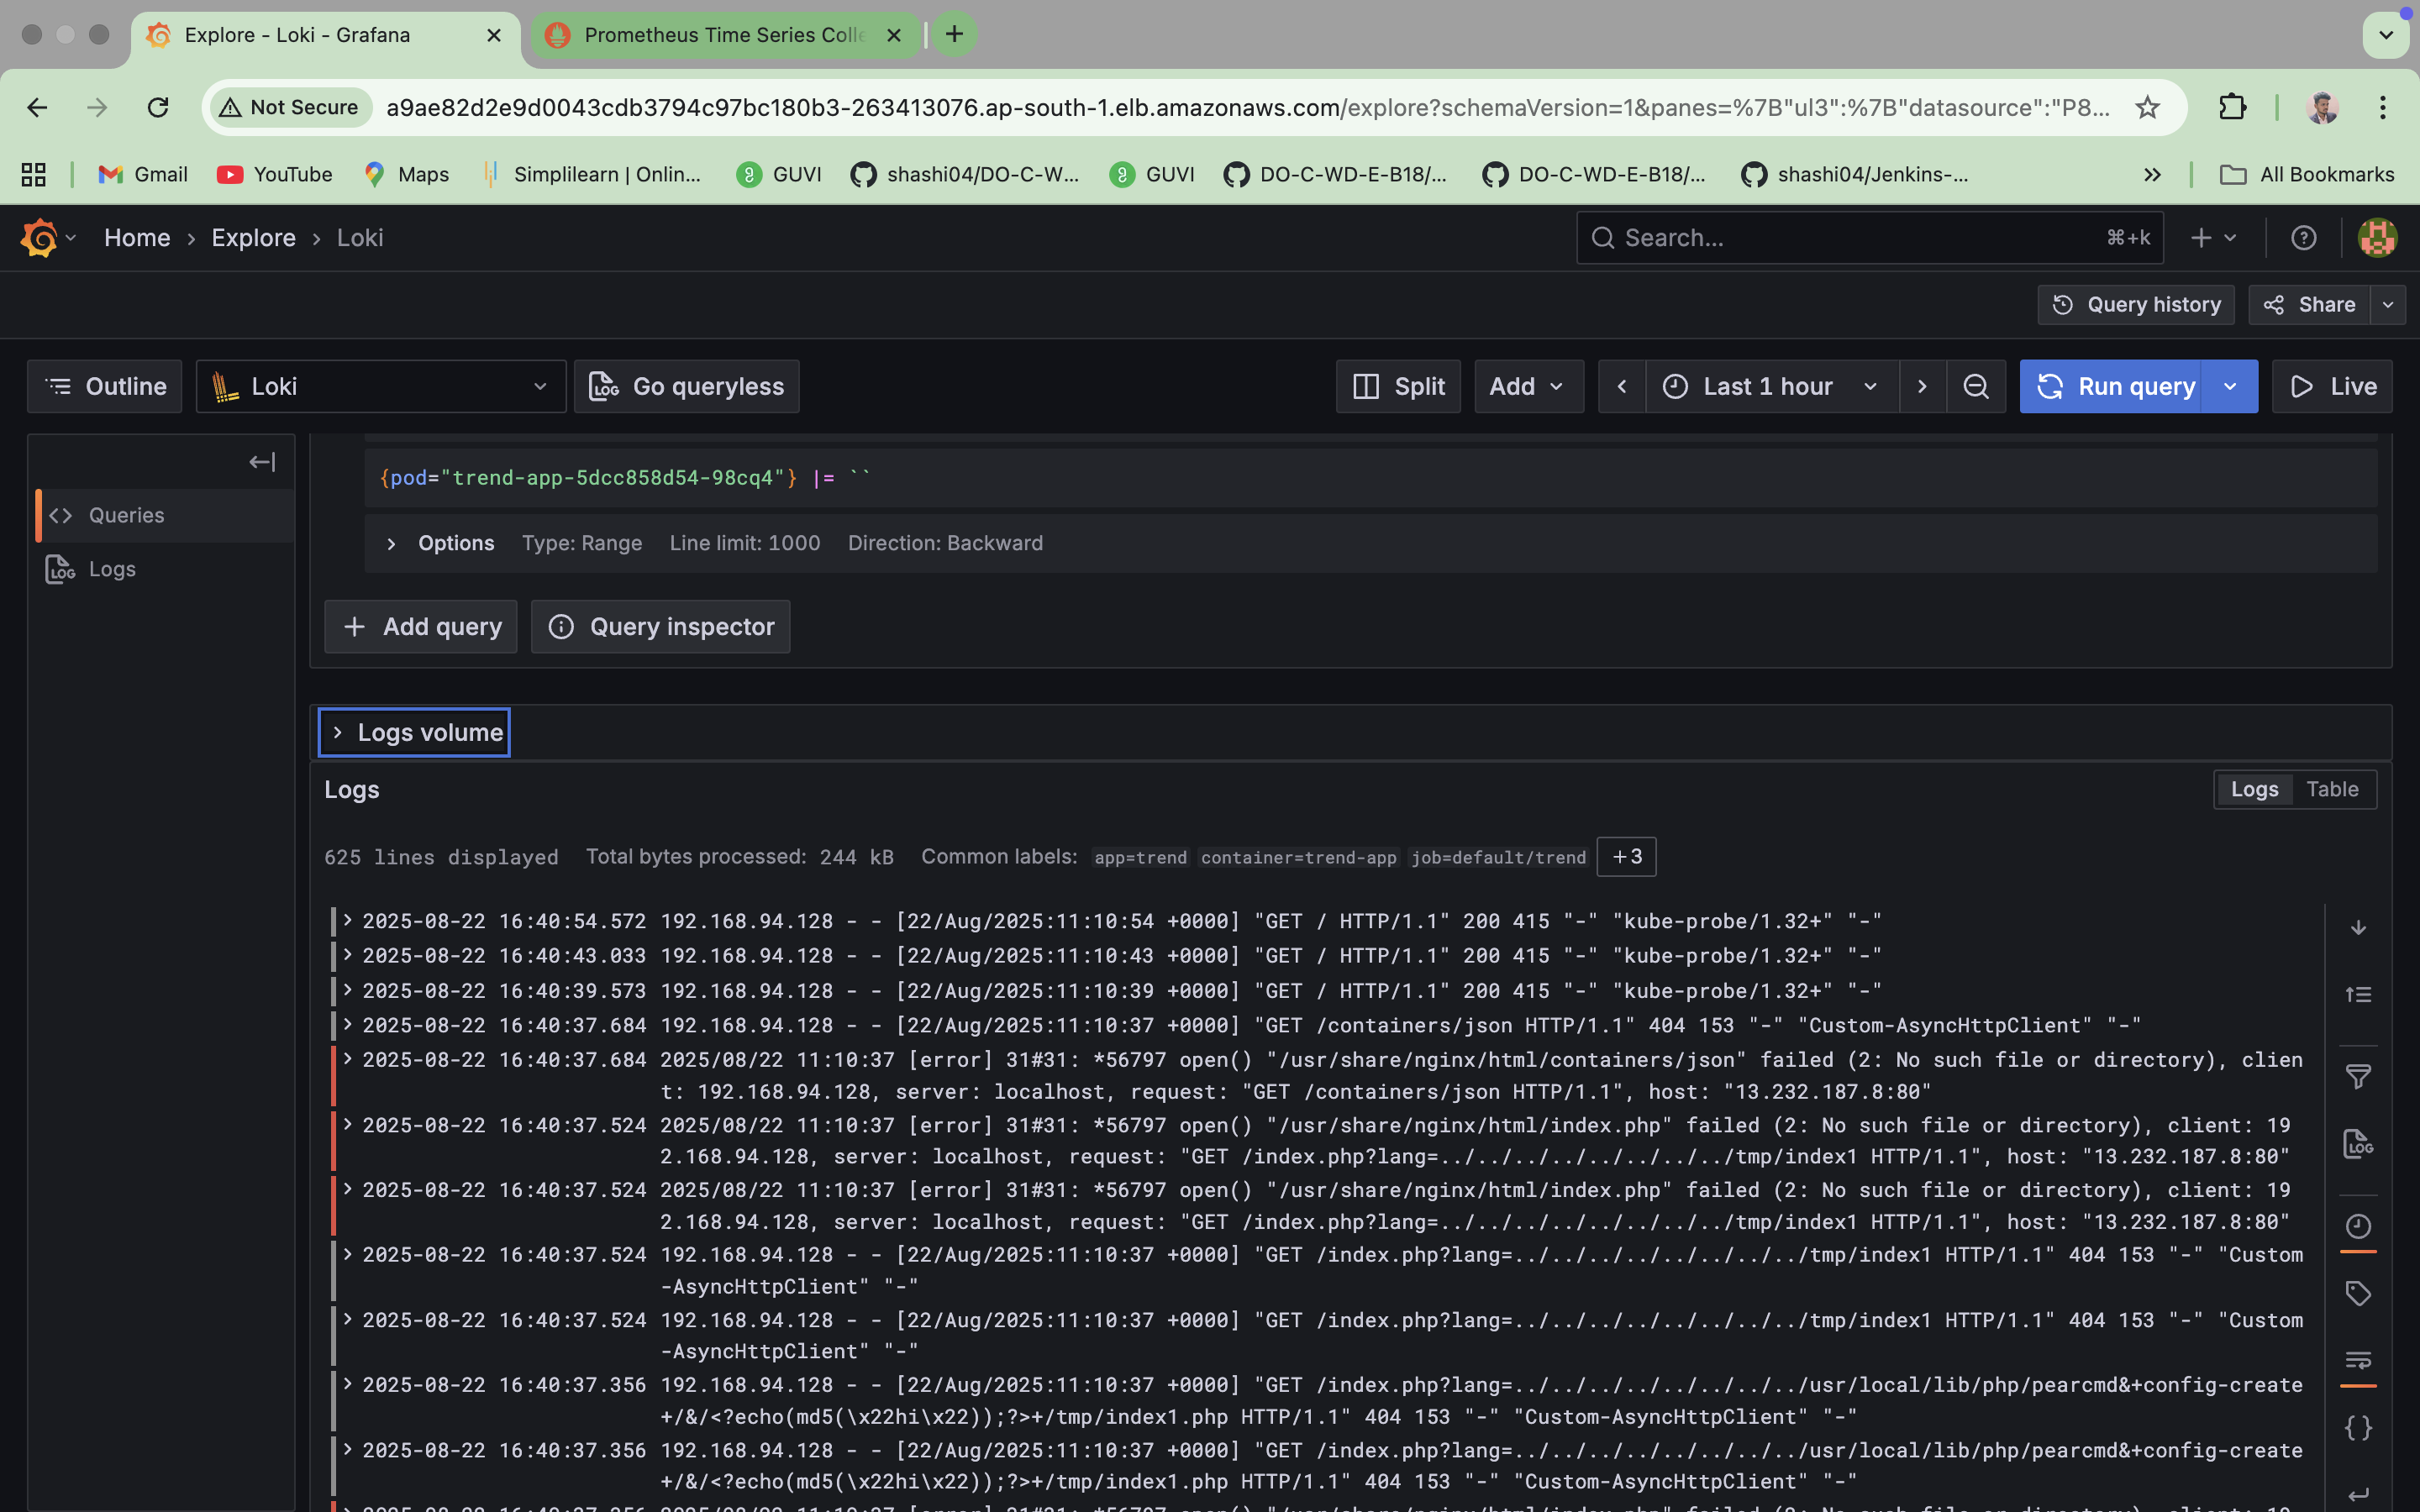 Explore - Loki - Grafana
Prometheus Time Series Colle
Not Secure
a9ae82d2e9d0043cdb3794c97bc180b3-263413076.ap-south-1.elb.amazonaws.com/explore?schemaVersion=1&panes=%7B"ul3":%7B"datasource":"P8...
Gmail
YouTube
Maps
Simplilearn | Onlin...
GUVI
shashi04/DO-C-W...
GUVI
DO-C-WD-E-B18/...
DO-C-WD-E-B18/...
shashi04/Jenkins-...
All Bookmarks
Home › Explore › Loki
Search...
⌘+k
Query history
Share
Outline
Loki
Go queryless
Split
Add
Last 1 hour
Run query
Live
Queries
Logs
{pod="trend-app-5dcc858d54-98cq4"} |= ``
Options Type: Range Line limit: 1000 Direction: Backward
+ Add query
Query inspector
Logs volume
Logs
Logs Table
625 lines displayed Total bytes processed: 244 kB Common labels: app=trend container=trend-app job=default/trend +3
2025-08-22 16:40:54.572 192.168.94.128 - - [22/Aug/2025:11:10:54 +0000] "GET / HTTP/1.1" 200 415 "-" "kube-probe/1.32+" "-"
2025-08-22 16:40:43.033 192.168.94.128 - - [22/Aug/2025:11:10:43 +0000] "GET / HTTP/1.1" 200 415 "-" "kube-probe/1.32+" "-"
2025-08-22 16:40:39.573 192.168.94.128 - - [22/Aug/2025:11:10:39 +0000] "GET / HTTP/1.1" 200 415 "-" "kube-probe/1.32+" "-"
2025-08-22 16:40:37.684 192.168.94.128 - - [22/Aug/2025:11:10:37 +0000] "GET /containers/json HTTP/1.1" 404 153 "-" "Custom-AsyncHttpClient" "-"
2025-08-22 16:40:37.684 2025/08/22 11:10:37 [error] 31#31: *56797 open() "/usr/share/nginx/html/containers/json" failed (2: No such file or directory), clien
t: 192.168.94.128, server: localhost, request: "GET /containers/json HTTP/1.1", host: "13.232.187.8:80"
2025-08-22 16:40:37.524 2025/08/22 11:10:37 [error] 31#31: *56797 open() "/usr/share/nginx/html/index.php" failed (2: No such file or directory), client: 19
2.168.94.128, server: localhost, request: "GET /index.php?lang=../../../../../../../../tmp/index1 HTTP/1.1", host: "13.232.187.8:80"
2025-08-22 16:40:37.524 2025/08/22 11:10:37 [error] 31#31: *56797 open() "/usr/share/nginx/html/index.php" failed (2: No such file or directory), client: 19
2.168.94.128, server: localhost, request: "GET /index.php?lang=../../../../../../../../tmp/index1 HTTP/1.1", host: "13.232.187.8:80"
2025-08-22 16:40:37.524 192.168.94.128 - - [22/Aug/2025:11:10:37 +0000] "GET /index.php?lang=../../../../../../../../tmp/index1 HTTP/1.1" 404 153 "-" "Custom
-AsyncHttpClient" "-"
2025-08-22 16:40:37.524 192.168.94.128 - - [22/Aug/2025:11:10:37 +0000] "GET /index.php?lang=../../../../../../../../tmp/index1 HTTP/1.1" 404 153 "-" "Custom
-AsyncHttpClient" "-"
2025-08-22 16:40:37.356 192.168.94.128 - - [22/Aug/2025:11:10:37 +0000] "GET /index.php?lang=../../../../../../../../usr/local/lib/php/pearcmd&+config-create
+/&/<?echo(md5(\x22hi\x22));?>+/tmp/index1.php HTTP/1.1" 404 153 "-" "Custom-AsyncHttpClient" "-"
2025-08-22 16:40:37.356 192.168.94.128 - - [22/Aug/2025:11:10:37 +0000] "GET /index.php?lang=../../../../../../../../usr/local/lib/php/pearcmd&+config-create
+/&/<?echo(md5(\x22hi\x22));?>+/tmp/index1.php HTTP/1.1" 404 153 "-" "Custom-AsyncHttpClient" "-"